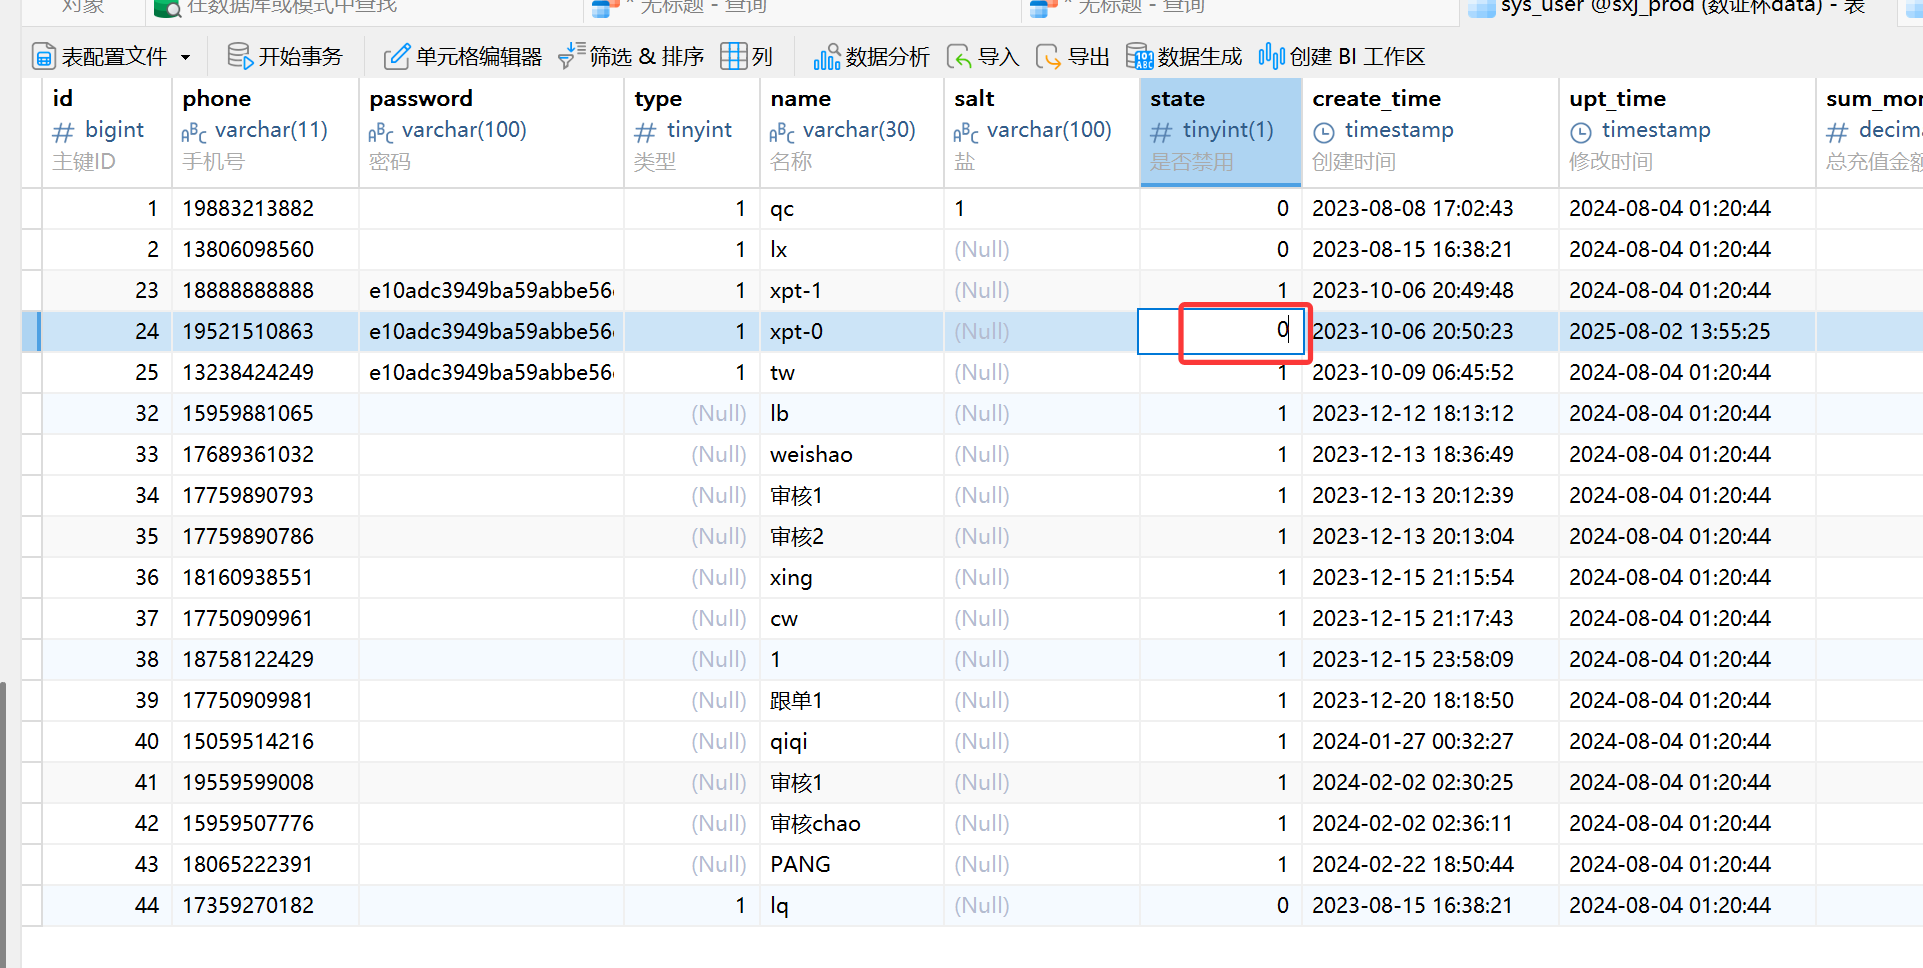 对象 在数据库或模式中查找 * 无标题 - 查询 * 无标题 - 查询 sys_user @sxj_prod (数证杯data) - 表
表配置文件 开始事务 单元格编辑器 筛选 & 排序 列 数据分析 导入 导出 数据生成 创建 BI 工作区
id phone password type name salt state create_time upt_time sum_mo
# bigint ABC varchar(11) ABC varchar(100) # tinyint ABC varchar(30) ABC varchar(100) # tinyint(1) timestamp timestamp # decim
主键ID 手机号 密码 类型 名称 盐 是否禁用 创建时间 修改时间 总充值金额
1 19883213882 1 qc 1 0 2023-08-08 17:02:43 2024-08-04 01:20:44
2 13806098560 1 lx (Null) 0 2023-08-15 16:38:21 2024-08-04 01:20:44
23 18888888888 e10adc3949ba59abbe56 1 xpt-1 (Null) 1 2023-10-06 20:49:48 2024-08-04 01:20:44
24 19521510863 e10adc3949ba59abbe56 1 xpt-0 (Null) 0 2023-10-06 20:50:23 2025-08-02 13:55:25
25 13238424249 e10adc3949ba59abbe56 1 tw (Null) 1 2023-10-09 06:45:52 2024-08-04 01:20:44
32 15959881065 (Null) lb (Null) 1 2023-12-12 18:13:12 2024-08-04 01:20:44
33 17689361032 (Null) weishao (Null) 1 2023-12-13 18:36:49 2024-08-04 01:20:44
34 17759890793 (Null) 审核1 (Null) 1 2023-12-13 20:12:39 2024-08-04 01:20:44
35 17759890786 (Null) 审核2 (Null) 1 2023-12-13 20:13:04 2024-08-04 01:20:44
36 18160938551 (Null) xing (Null) 1 2023-12-15 21:15:54 2024-08-04 01:20:44
37 17750909961 (Null) cw (Null) 1 2023-12-15 21:17:43 2024-08-04 01:20:44
38 18758122429 (Null) 1 (Null) 1 2023-12-15 23:58:09 2024-08-04 01:20:44
39 17750909981 (Null) 跟单1 (Null) 1 2023-12-20 18:18:50 2024-08-04 01:20:44
40 15059514216 (Null) qiqi (Null) 1 2024-01-27 00:32:27 2024-08-04 01:20:44
41 19559599008 (Null) 审核1 (Null) 1 2024-02-02 02:30:25 2024-08-04 01:20:44
42 15959507776 (Null) 审核chao (Null) 1 2024-02-02 02:36:11 2024-08-04 01:20:44
43 18065222391 (Null) PANG (Null) 1 2024-02-22 18:50:44 2024-08-04 01:20:44
44 17359270182 1 lq (Null) 0 2023-08-15 16:38:21 2024-08-04 01:20:44